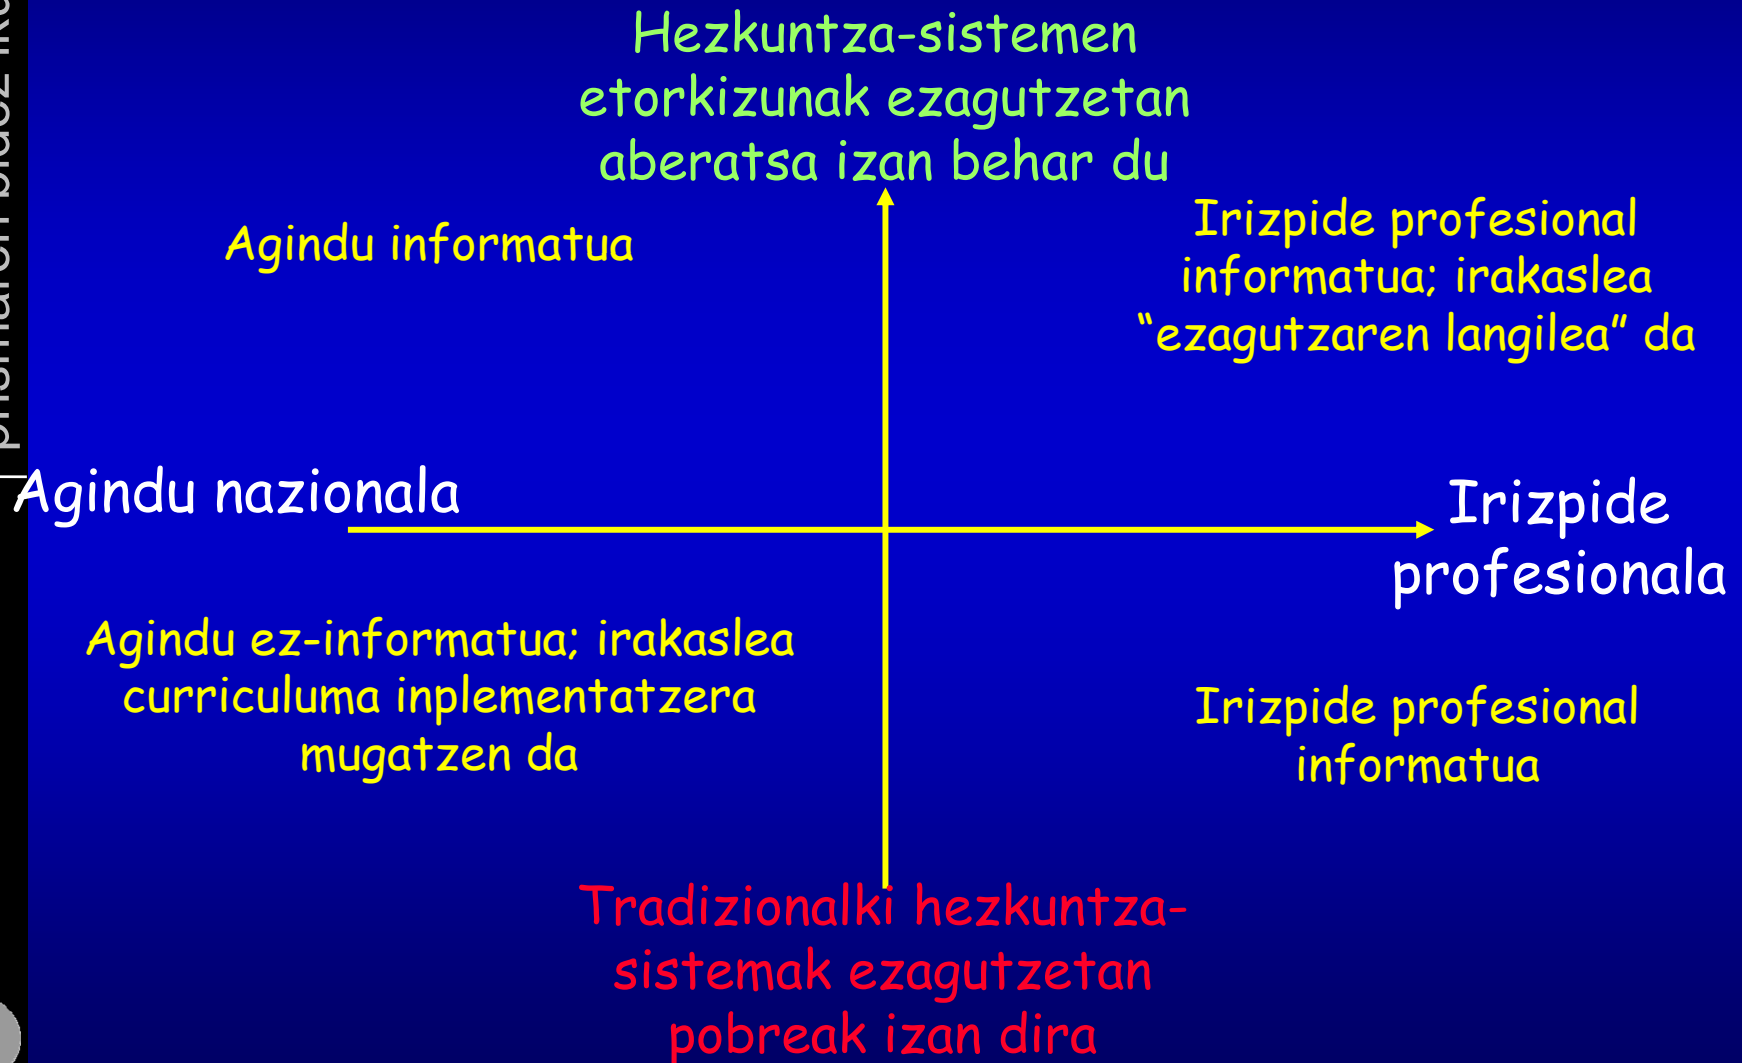 Hezkuntza-sistemen
etorkizunak ezagutzetan
aberatsa izan behar du
Agindu informatua
Irizpide profesional
informatua; irakaslea
“ezagutzaren langilea” da
Agindu nazionala
Irizpide
profesionala
Agindu ez-informatua; irakaslea
curriculuma inplementatzera
mugatzen da
Irizpide profesional
informatua
Tradizionalki hezkuntza-
sistemak ezagutzetan
pobreak izan dira